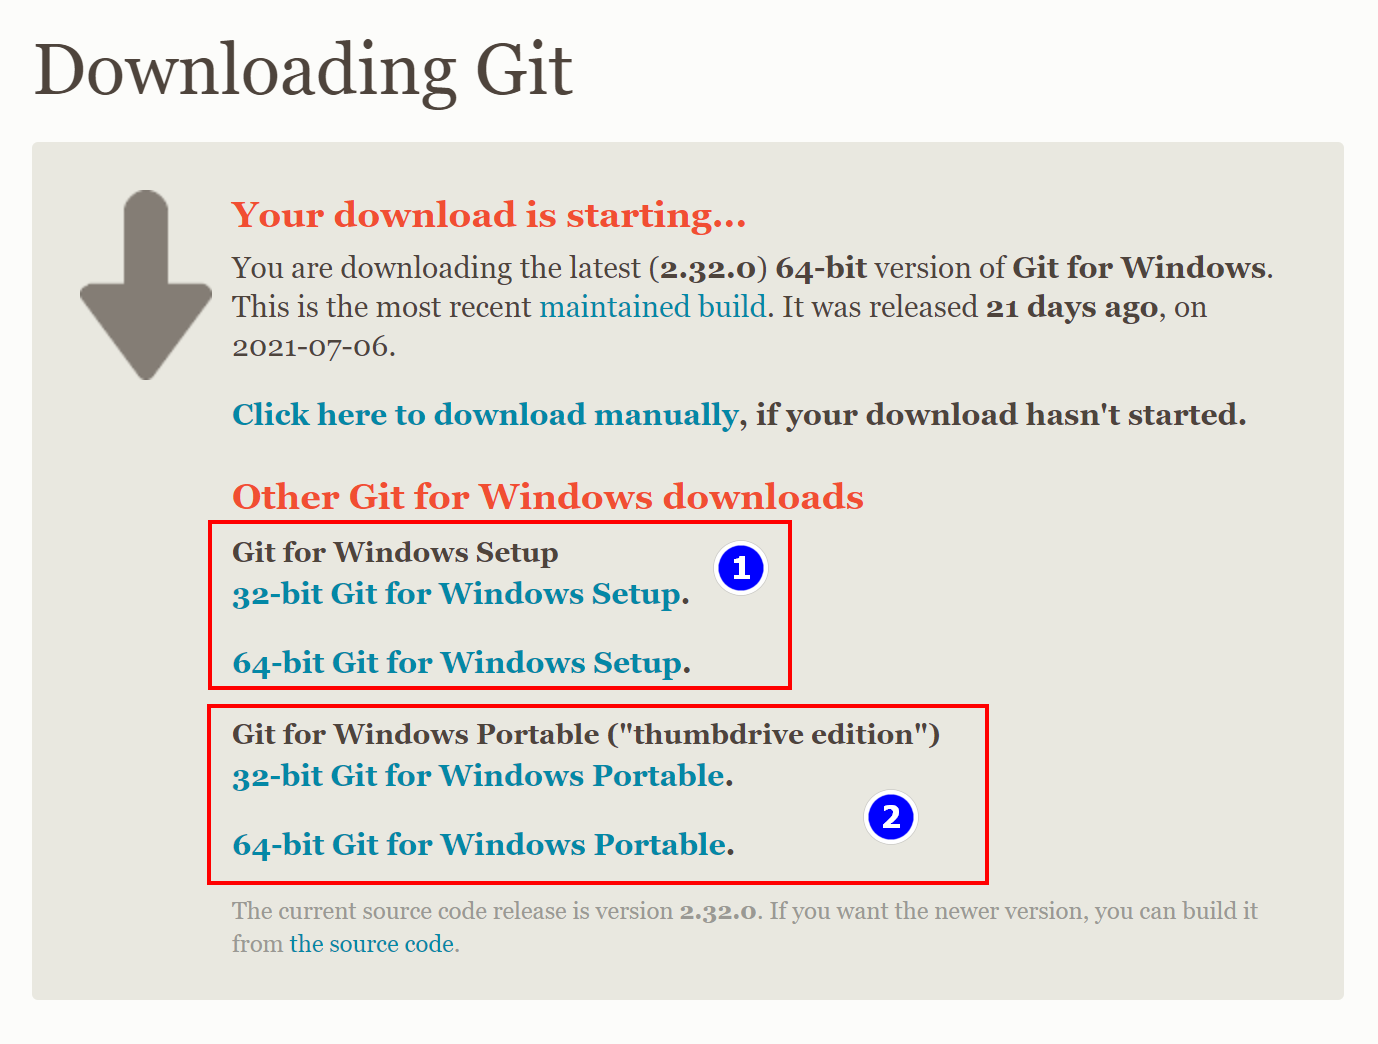 Downloading Git
Your download is starting...
You are downloading the latest (2.32.0) 64-bit version of Git for Windows.
This is the most recent maintained build. It was released 21 days ago, on
2021-07-06.
Click here to download manually, if your download hasn't started.
Other Git for Windows downloads
Git for Windows Setup
1
32-bit Git for Windows Setup.
64-bit Git for Windows Setup.
Git for Windows Portable ("thumbdrive edition")
32-bit Git for Windows Portable.
2
64-bit Git for Windows Portable.
The current source code release is version 2.32.0. If you want the newer version, you can build it
from the source code.